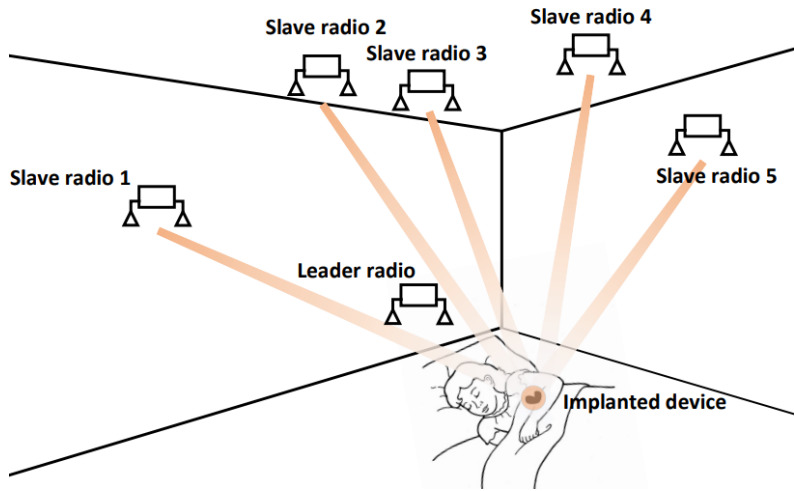 Slave radio 4
Slave radio 2
Slave radio 3
Slave radio 1
Slave radio 5
Leader radio
Implanted device